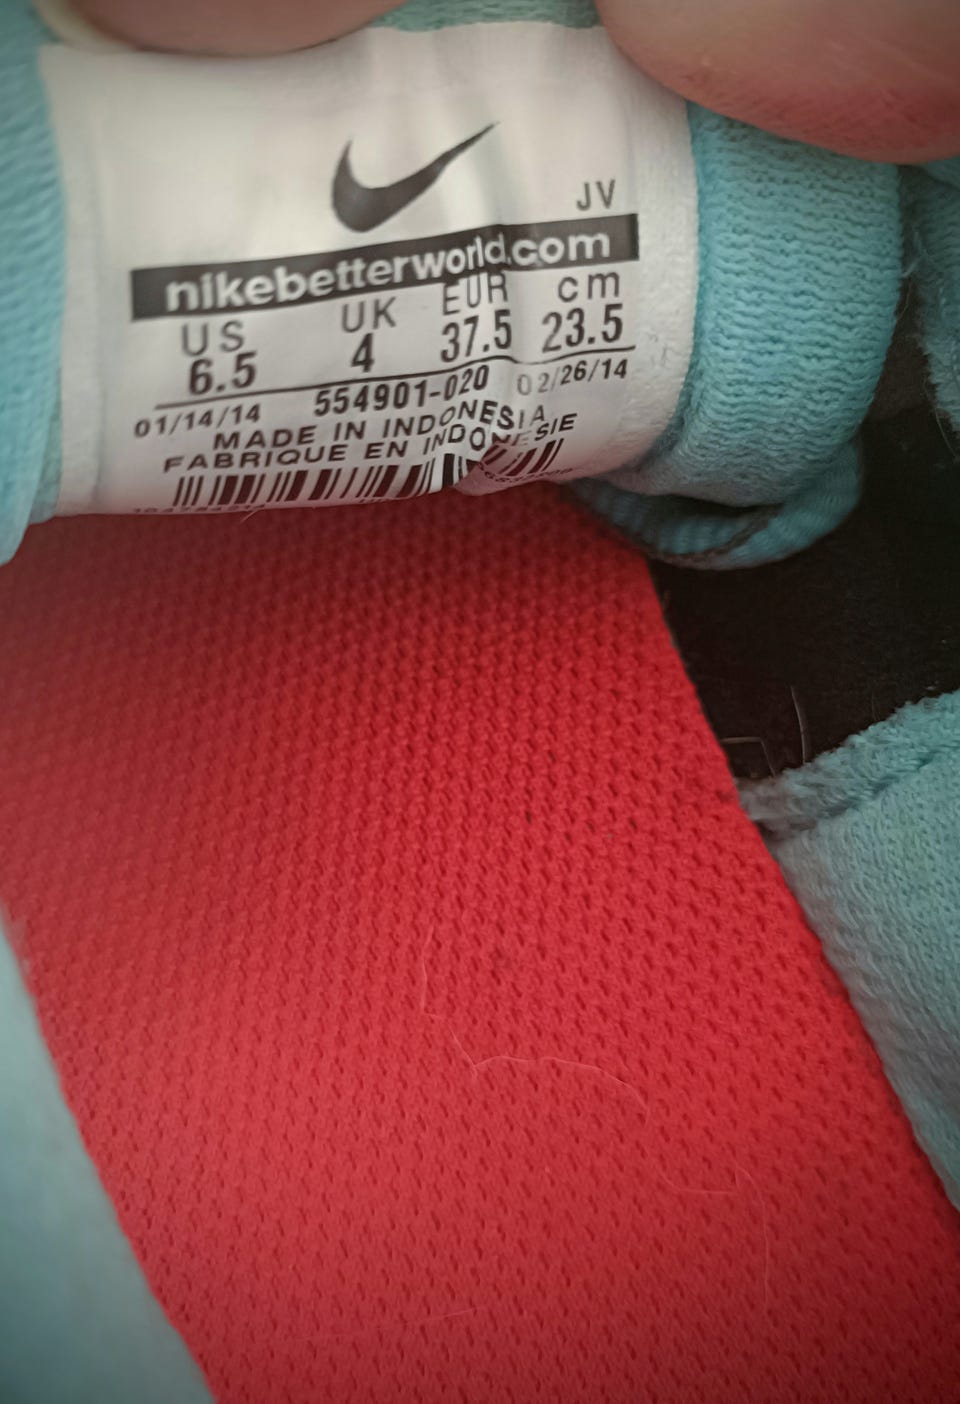 JV
nikebetterworld.com
US UK EUR cm
6.5 4 37.5 23.5
01/14/14 554901-020 02/26/14
MADE IN INDONESIA
FABRIQUE EN INDONESIE